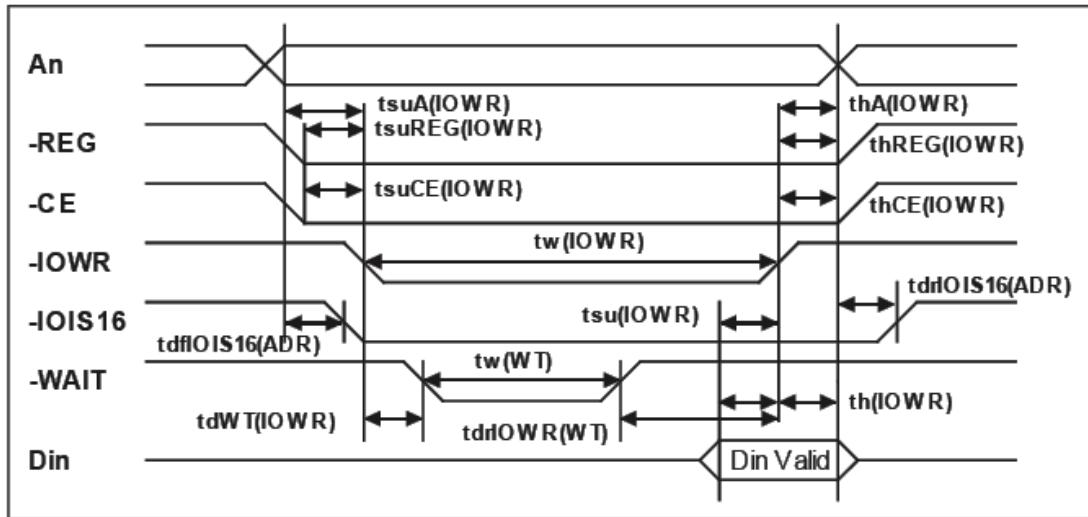 An
tsuA(IOWR)
thA(IOWR)
-REG
tsuREG(IOWR)
thREG(IOWR)
-CE
tsuCE(IOWR)
thCE(IOWR)
-IOWR
tw(IOWR)
tdrIOIS16(ADR)
-IOIS16
tsu(IOWR)
tdfIOIS16(ADR)
-WAIT
tw(WT)
th(IOWR)
tdWT(IOWR)
tdrIOWR(WT)
Din
Din Valid